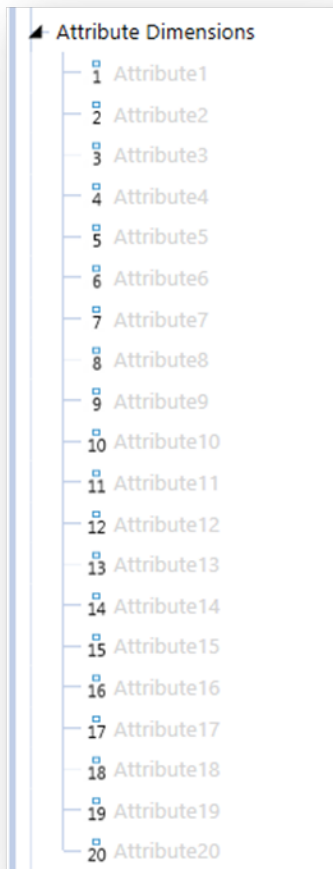 Attribute Dimensions
1 Attribute1
2 Attribute2
3 Attribute3
4 Attribute4
5 Attribute5
6 Attribute6
7 Attribute7
8 Attribute8
9 Attribute9
10 Attribute10
11 Attribute11
12 Attribute12
13 Attribute13
14 Attribute14
15 Attribute15
16 Attribute16
17 Attribute17
18 Attribute18
19 Attribute19
20 Attribute20